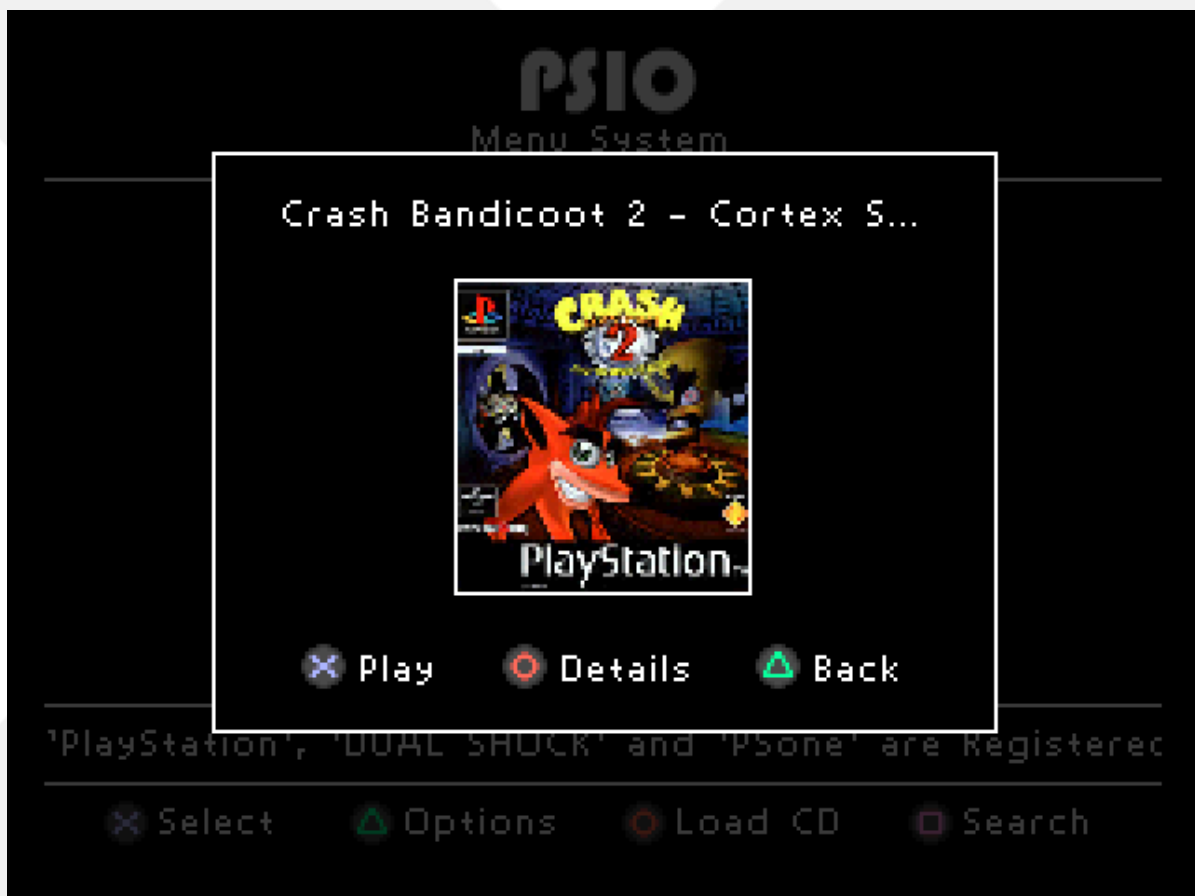 PSIO
Menu System
Crash Bandicoot 2 - Cortex S...
CRASH
2
PlayStation
Play
Details
Back
'PlayStation', 'DUAL SHOCK' and 'PSone' are Registered
Select
Options
Load CD
Search